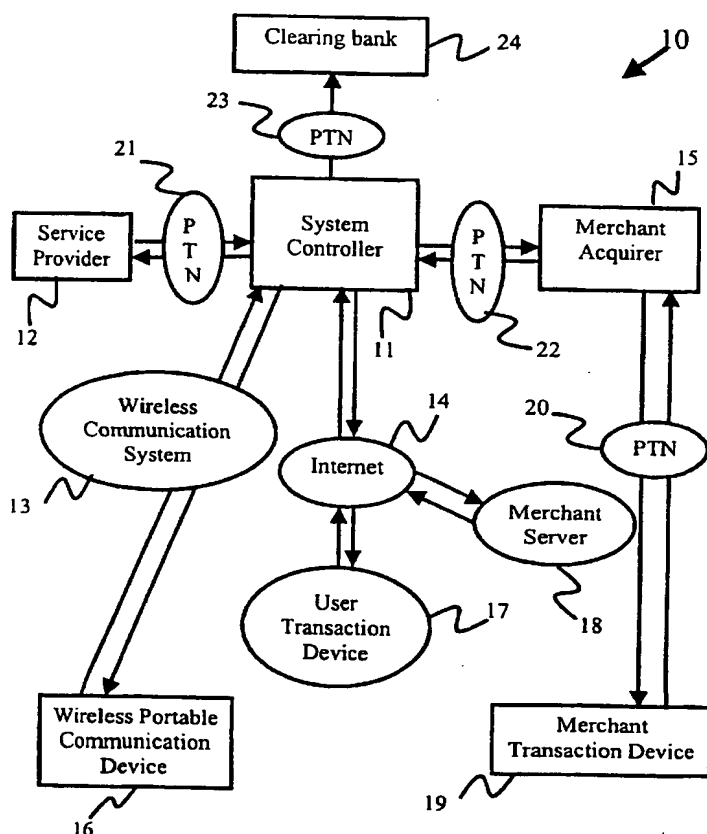 Clearing bank
24
10
23
PTN
21
15
Service
Provider
P
T
N
System
Controller
P
T
N
Merchant
Acquirer
12
11
22
Wireless
Communication
System
14
20
Internet
PTN
13
Merchant
Server
User
Transaction
Device
17
18
Wireless Portable
Communication
Device
Merchant
Transaction Device
16
19